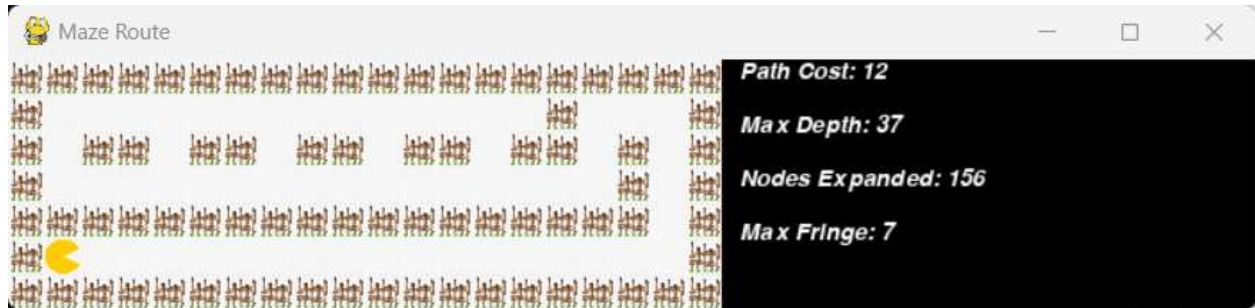 Maze Route
Path Cost: 12
Max Depth: 37
Nodes Expanded: 156
Max Fringe: 7